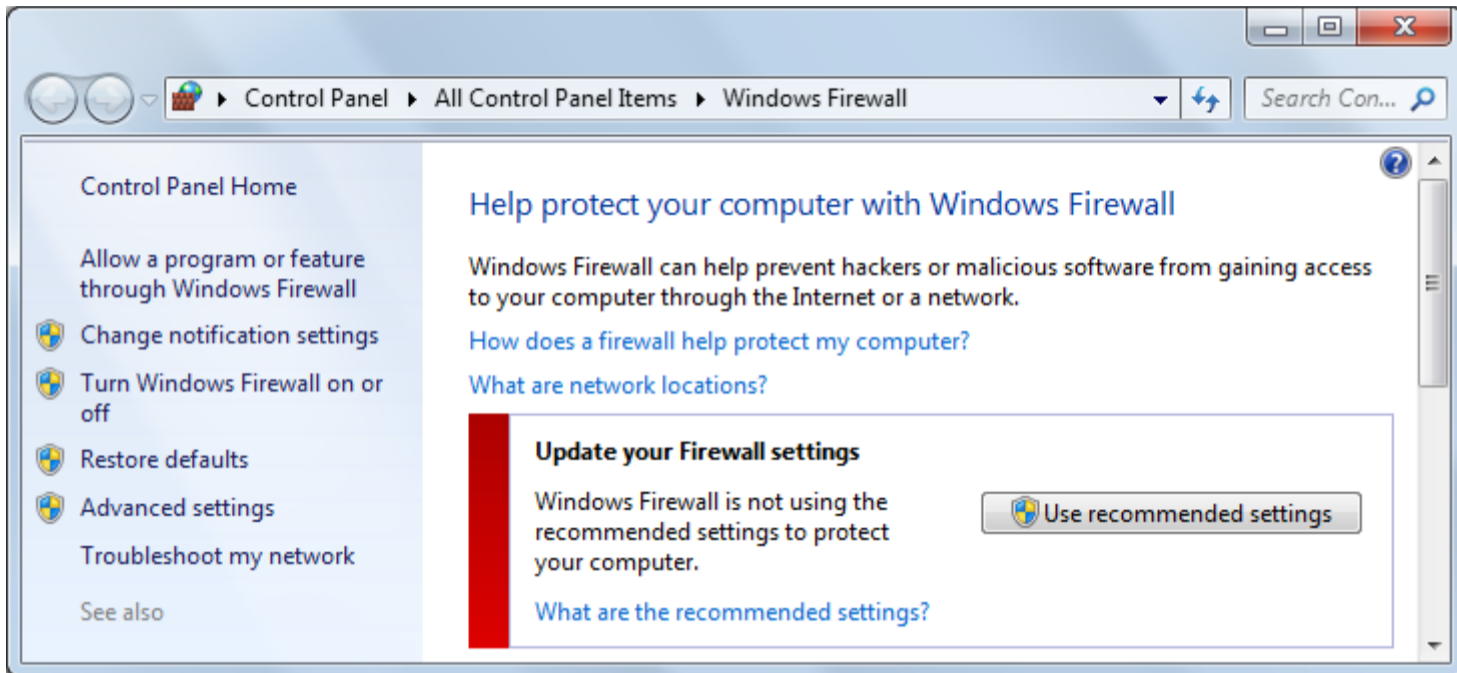 Control Panel ▸ All Control Panel Items ▸ Windows Firewall
Search Con...
Control Panel Home
Allow a program or feature
through Windows Firewall
Change notification settings
Turn Windows Firewall on or
off
Restore defaults
Advanced settings
Troubleshoot my network
See also
Help protect your computer with Windows Firewall
Windows Firewall can help prevent hackers or malicious software from gaining access
to your computer through the Internet or a network.
How does a firewall help protect my computer?
What are network locations?
Update your Firewall settings
Windows Firewall is not using the
recommended settings to protect
your computer.
Use recommended settings
What are the recommended settings?